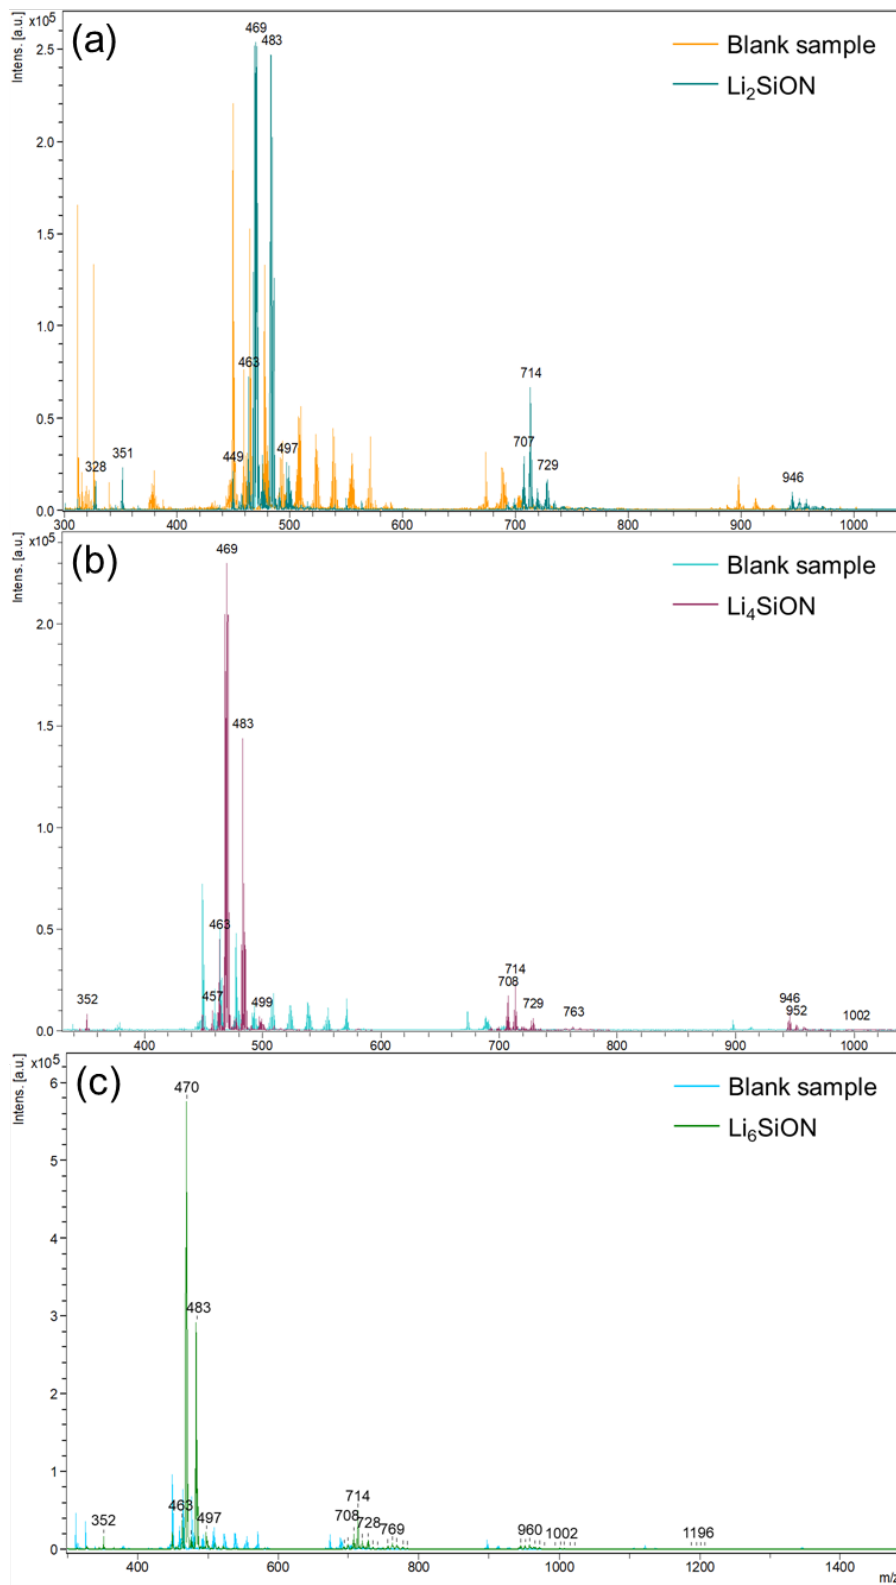 (a)
Intens. [a.u.]
x10⁵
2.5
2.0
1.5
1.0
0.5
0.0
469
483
463
449
497
328
351
714
707
729
946
Blank sample
Li₂SiON
300 400 500 600 700 800 900 1000
(b)
Intens. [a.u.]
x10⁵
2.0
1.5
1.0
0.5
0.0
469
483
463
457
499
352
714
708
729
763
946
952
1002
Blank sample
Li₄SiON
400 500 600 700 800 900 1000
(c)
Intens. [a.u.]
x10⁵
6
5
4
3
2
1
0
470
483
463
497
352
714
708
728
769
960
1002
1196
Blank sample
Li₆SiON
400 600 800 1000 1200 1400
m/z